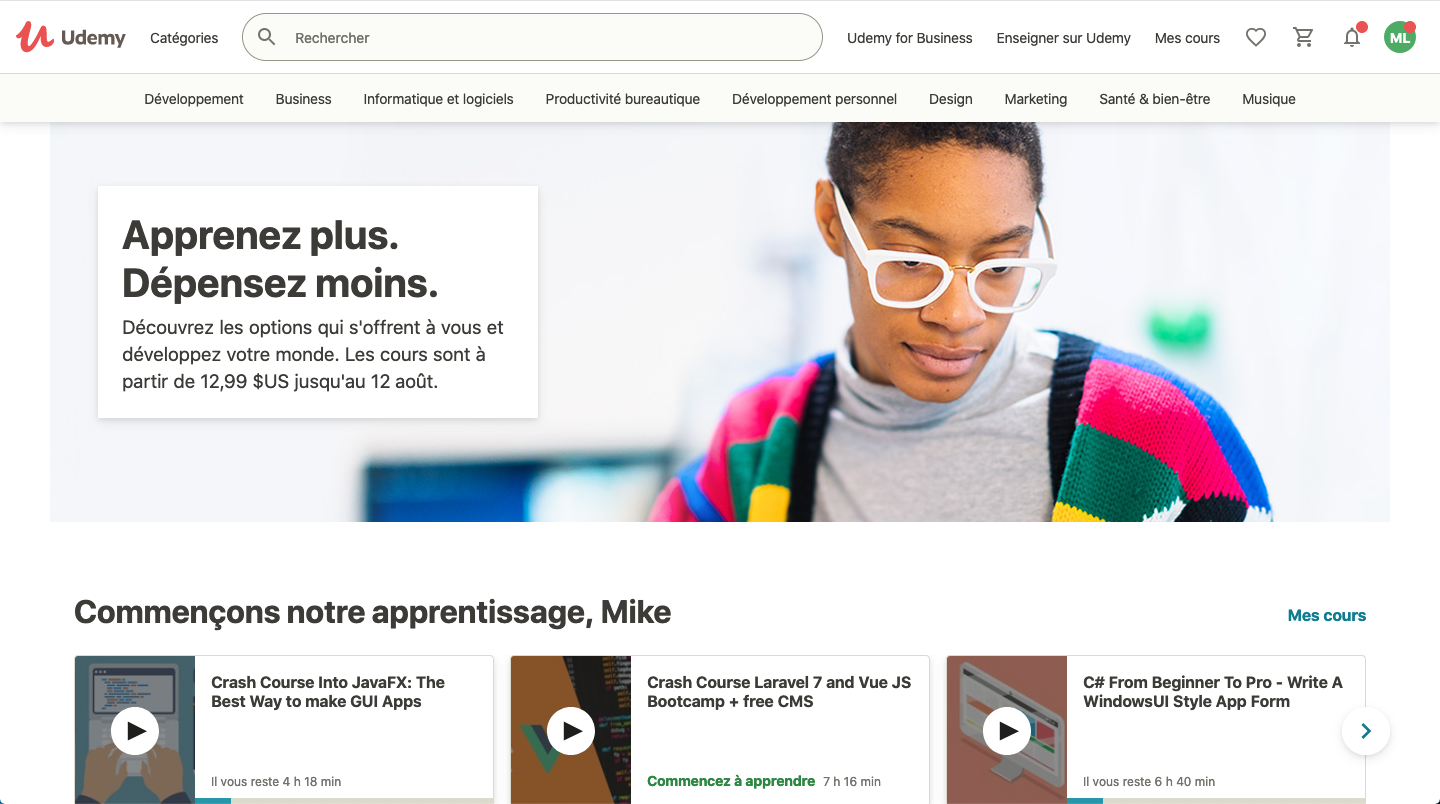 Udemy
Catégories
Rechercher
Udemy for Business
Enseigner sur Udemy
Mes cours
ML
Développement
Business
Informatique et logiciels
Productivité bureautique
Développement personnel
Design
Marketing
Santé & bien-être
Musique
Apprenez plus.
Dépensez moins.
Découvrez les options qui s'offrent à vous et
développez votre monde. Les cours sont à
partir de 12,99 $US jusqu'au 12 août.
Commençons notre apprentissage, Mike
Mes cours
Crash Course Into JavaFX: The
Best Way to make GUI Apps
Il vous reste 4 h 18 min
Crash Course Laravel 7 and Vue JS
Bootcamp + free CMS
Commencez à apprendre 7 h 16 min
C# From Beginner To Pro - Write A
WindowsUI Style App Form
Il vous reste 6 h 40 min